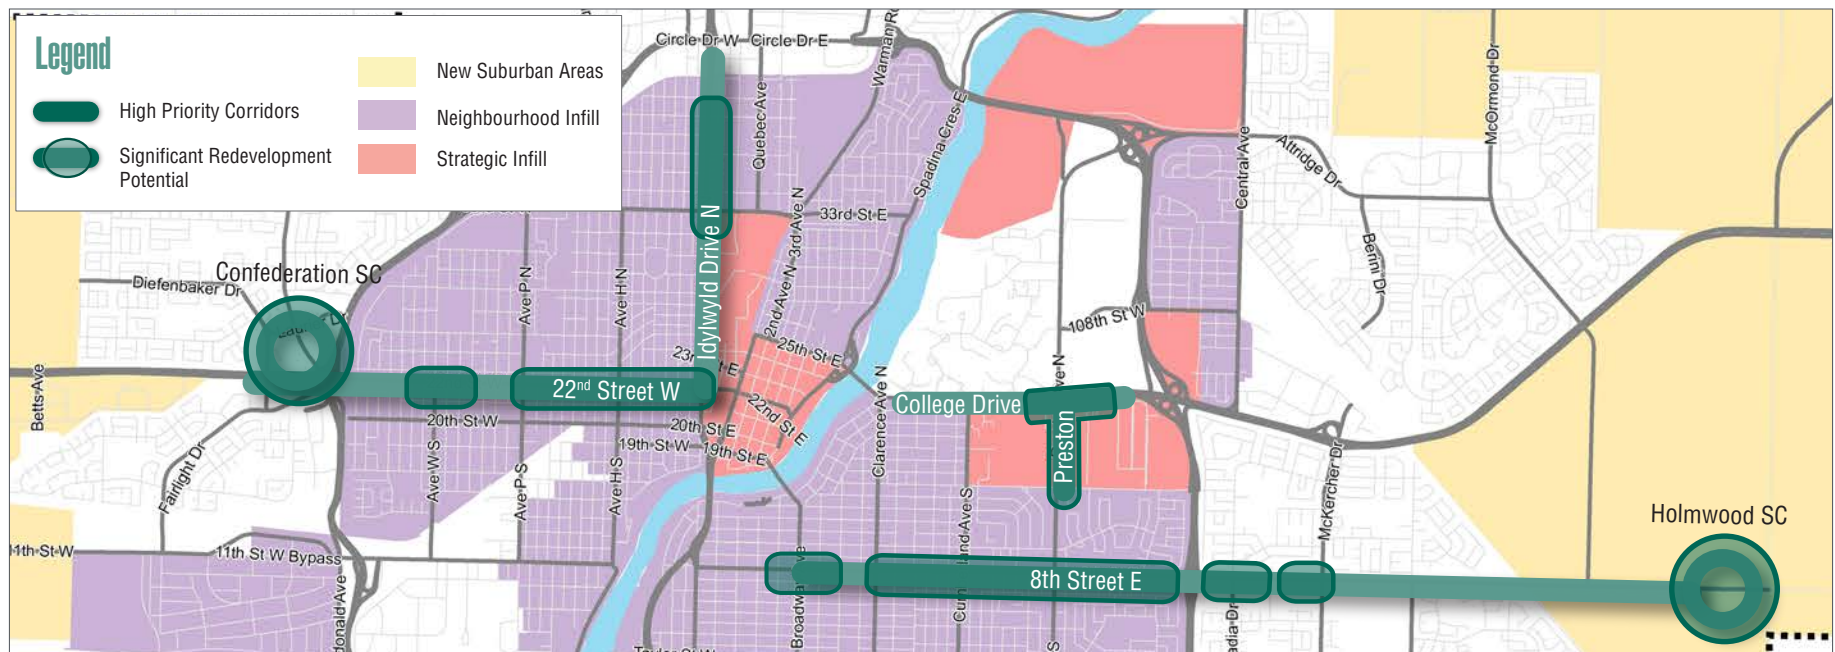 Legend
High Priority Corridors
Significant Redevelopment
Potential
New Suburban Areas
Neighbourhood Infill
Strategic Infill
Circle Dr W
Circle Dr E
Quebec Ave
Spadina Cres E
Central Ave
Attridge Dr
McOrmond Dr
Berini Dr
33rd St E
3rd Ave N
2nd Ave N
Idylwyld Drive N
Confederation SC
Diefenbaker Dr
Ave P N
Ave H N
25th St E
108th St W
Betts Ave
22nd Street W
22nd St E
Clarence Ave N
College Drive
Preston
20th St W
20th St E
19th St W
19th St E
Fairlight Dr
Ave W S
Ave P S
Ave H S
McKercher Dr
Holmwood SC
11th St W
11th St W Bypass
8th Street E